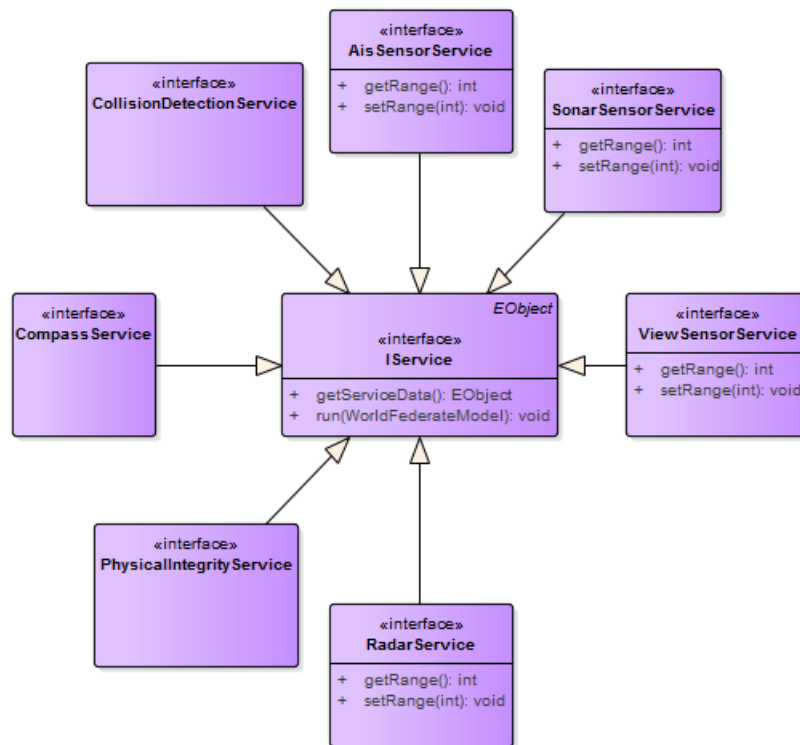 «interface»
AisSensorService
+ getRange(): int
+ setRange(int): void
«interface»
CollisionDetectionService
«interface»
SonarSensorService
+ getRange(): int
+ setRange(int): void
«interface»
CompassService
EObject
«interface»
IService
+ getServiceData(): EObject
+ run(WorldFederateModel): void
«interface»
ViewSensorService
+ getRange(): int
+ setRange(int): void
«interface»
PhysicalIntegrityService
«interface»
RadarService
+ getRange(): int
+ setRange(int): void